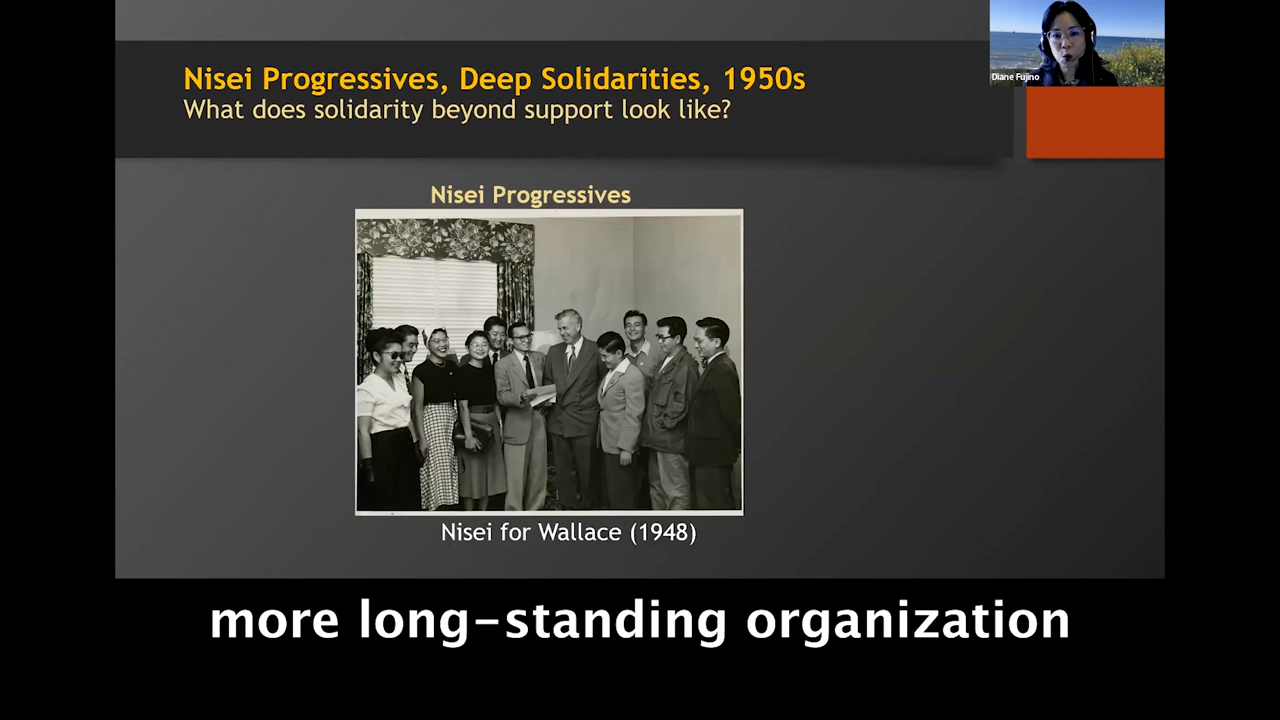 Nisei Progressives, Deep Solidarities, 1950s
What does solidarity beyond support look like?
Diane Fujino
Nisei Progressives
Nisei for Wallace (1948)
more long-standing organization